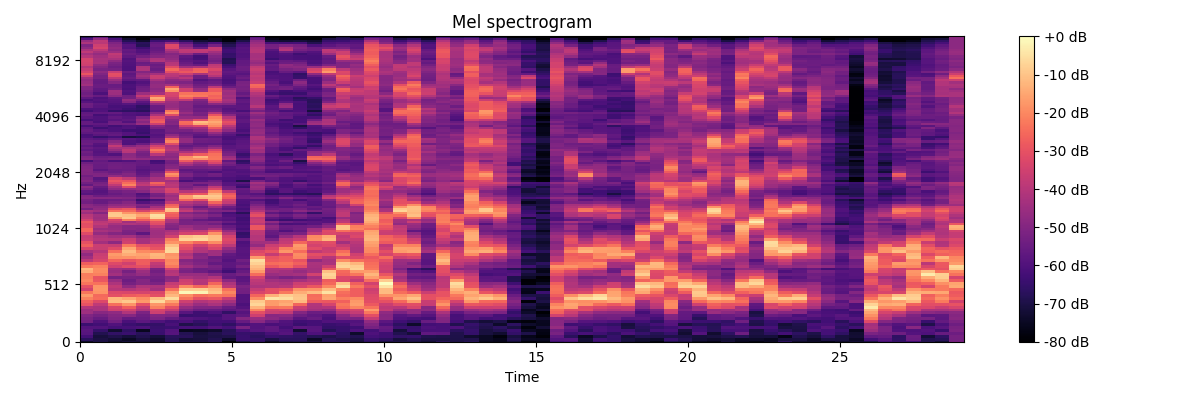 Mel spectrogram
+0 dB
-10 dB
-20 dB
-30 dB
-40 dB
-50 dB
-60 dB
-70 dB
-80 dB
8192
4096
2048
1024
512
0
Hz
0 5 10 15 20 25
Time